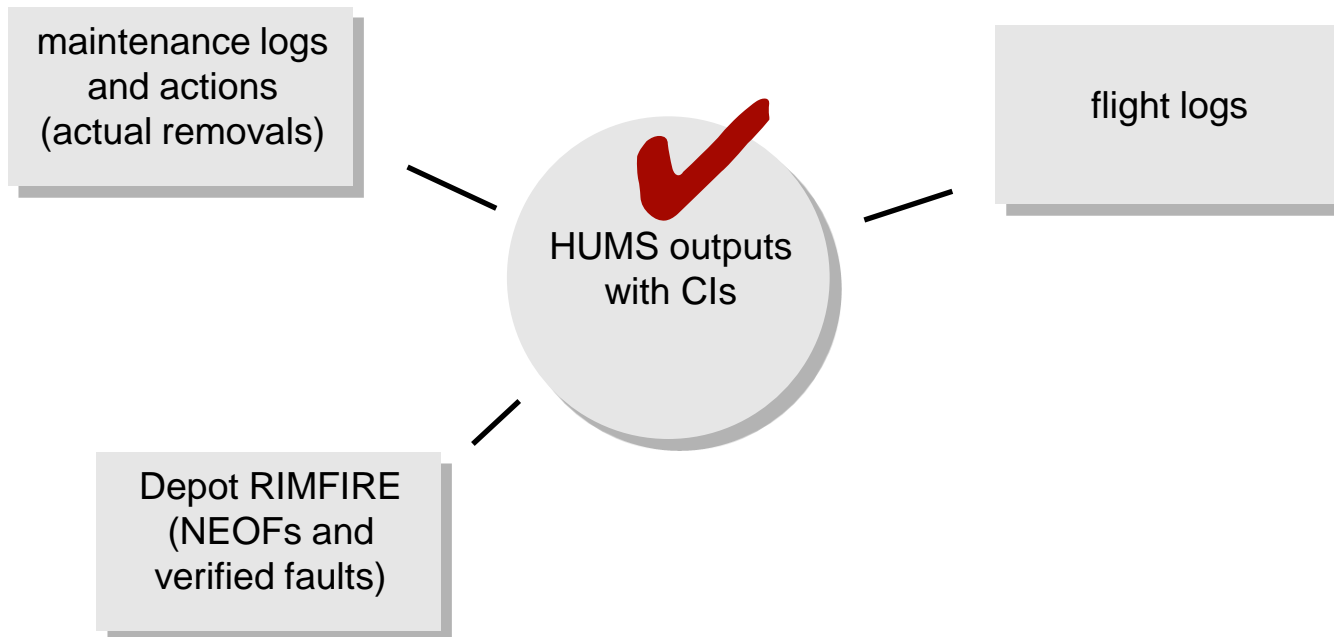 maintenance logs
and actions
(actual removals)
flight logs
HUMS outputs
with CIs
Depot RIMFIRE
(NEOFs and
verified faults)